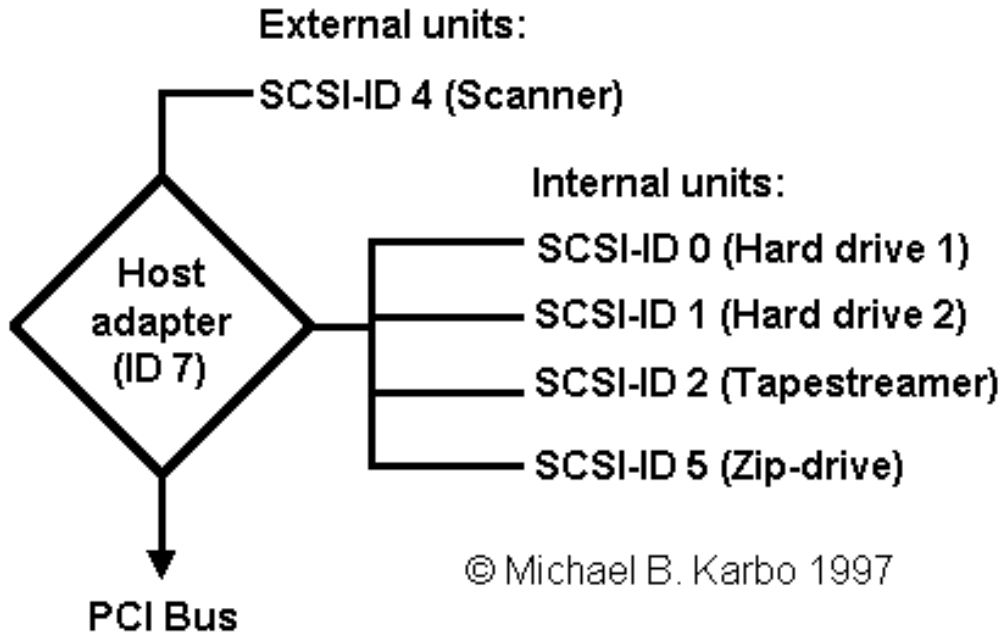 External units:
SCSI-ID 4 (Scanner)
Internal units:
SCSI-ID 0 (Hard drive 1)
Host
adapter
(ID 7)
SCSI-ID 1 (Hard drive 2)
SCSI-ID 2 (Tapestreamer)
SCSI-ID 5 (Zip-drive)
© Michael B. Karbo 1997
PCI Bus